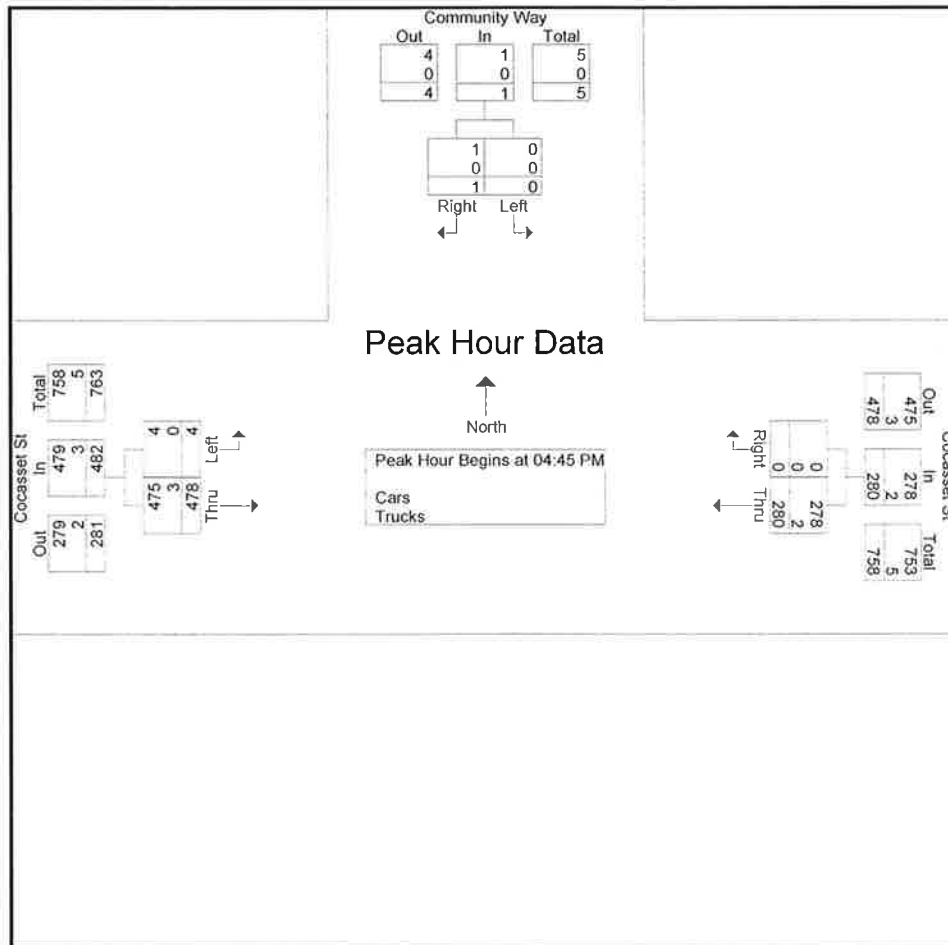 Community Way
Out In Total
4 1 5
0 0 0
4 1 5
1 0
0 0
1 0
Right Left
Peak Hour Data
North
Peak Hour Begins at 04:45 PM
Cars
Trucks
Cocasset St
Out In Total
279 479 758
2 3 5
281 482 763
Left
4
0
4
Thru
475
3
478
Cocasset St
Out In Total
475 278 753
3 2 5
478 280 758
Right
0
0
0
Thru
278
2
280